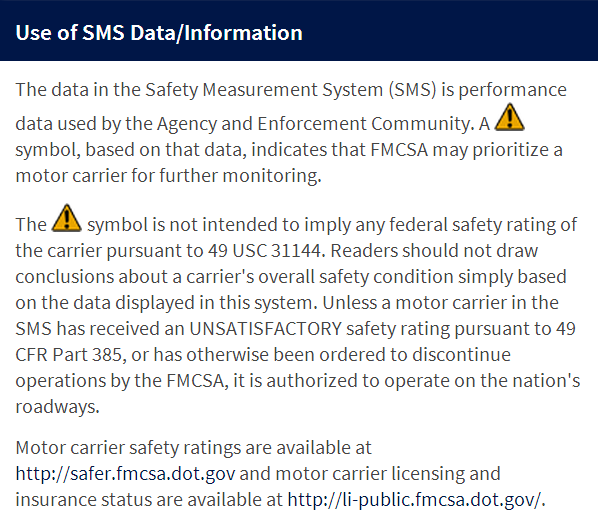 Use of SMS Data/Information
The data in the Safety Measurement System (SMS) is performance
data used by the Agency and Enforcement Community. A
symbol, based on that data, indicates that FMCSA may prioritize a
motor carrier for further monitoring.
The symbol is not intended to imply any federal safety rating of
the carrier pursuant to 49 USC 31144. Readers should not draw
conclusions about a carrier's overall safety condition simply based
on the data displayed in this system. Unless a motor carrier in the
SMS has received an UNSATISFACTORY safety rating pursuant to 49
CFR Part 385, or has otherwise been ordered to discontinue
operations by the FMCSA, it is authorized to operate on the nation's
roadways.
Motor carrier safety ratings are available at
http://safer.fmcsa.dot.gov and motor carrier licensing and
insurance status are available at http://li-public.fmcsa.dot.gov/.